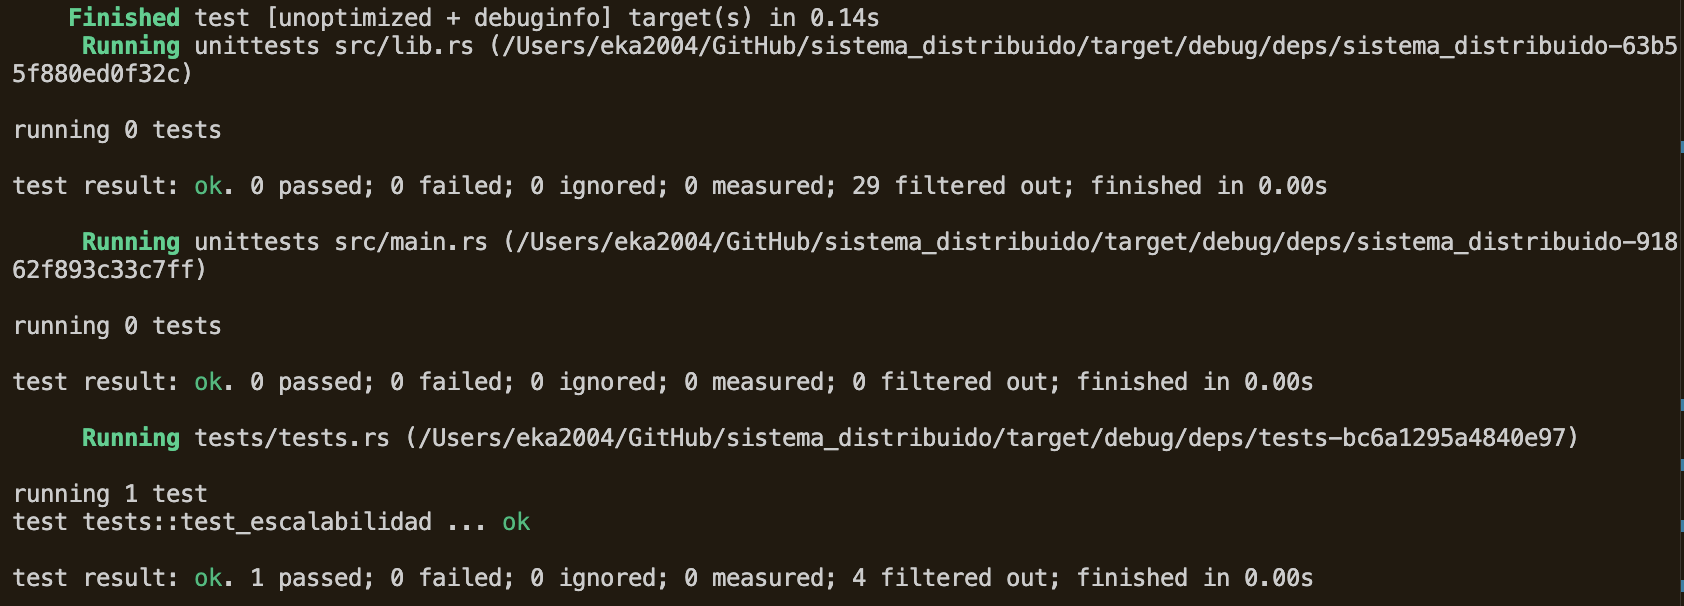 Finished test [unoptimized + debuginfo] target(s) in 0.14s
Running unittests src/lib.rs (/Users/eka2004/GitHub/sistema_distribuido/target/debug/deps/sistema_distribuido-63b5
5f880ed0f32c)
running 0 tests
test result: ok. 0 passed; 0 failed; 0 ignored; 0 measured; 29 filtered out; finished in 0.00s
Running unittests src/main.rs (/Users/eka2004/GitHub/sistema_distribuido/target/debug/deps/sistema_distribuido-918
62f893c33c7ff)
running 0 tests
test result: ok. 0 passed; 0 failed; 0 ignored; 0 measured; 0 filtered out; finished in 0.00s
Running tests/tests.rs (/Users/eka2004/GitHub/sistema_distribuido/target/debug/deps/tests-bc6a1295a4840e97)
running 1 test
test tests::test_escalabilidad ... ok
test result: ok. 1 passed; 0 failed; 0 ignored; 0 measured; 4 filtered out; finished in 0.00s